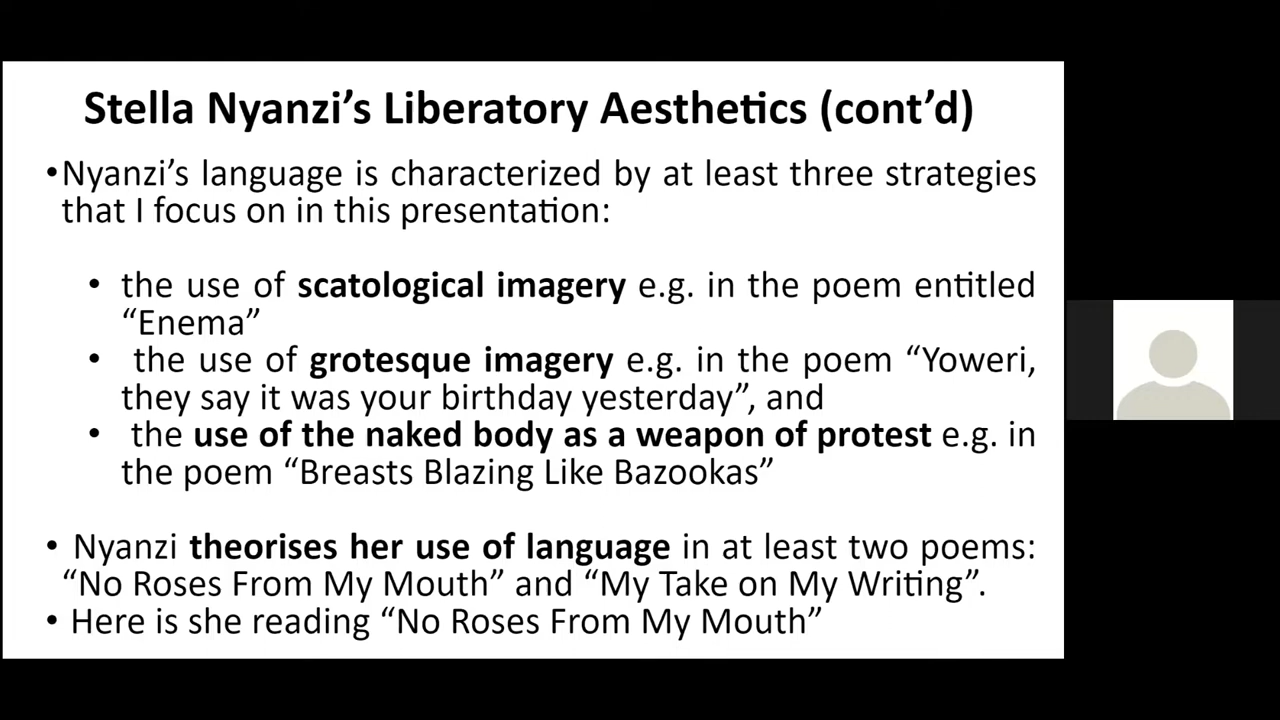 Stella Nyanzi’s Liberatory Aesthetics (cont’d)
•Nyanzi’s language is characterized by at least three strategies
that I focus on in this presentation:
• the use of scatological imagery e.g. in the poem entitled
“Enema”
• the use of grotesque imagery e.g. in the poem “Yoweri,
they say it was your birthday yesterday”, and
• the use of the naked body as a weapon of protest e.g. in
the poem “Breasts Blazing Like Bazookas”
• Nyanzi theorises her use of language in at least two poems:
“No Roses From My Mouth” and “My Take on My Writing”.
• Here is she reading “No Roses From My Mouth”